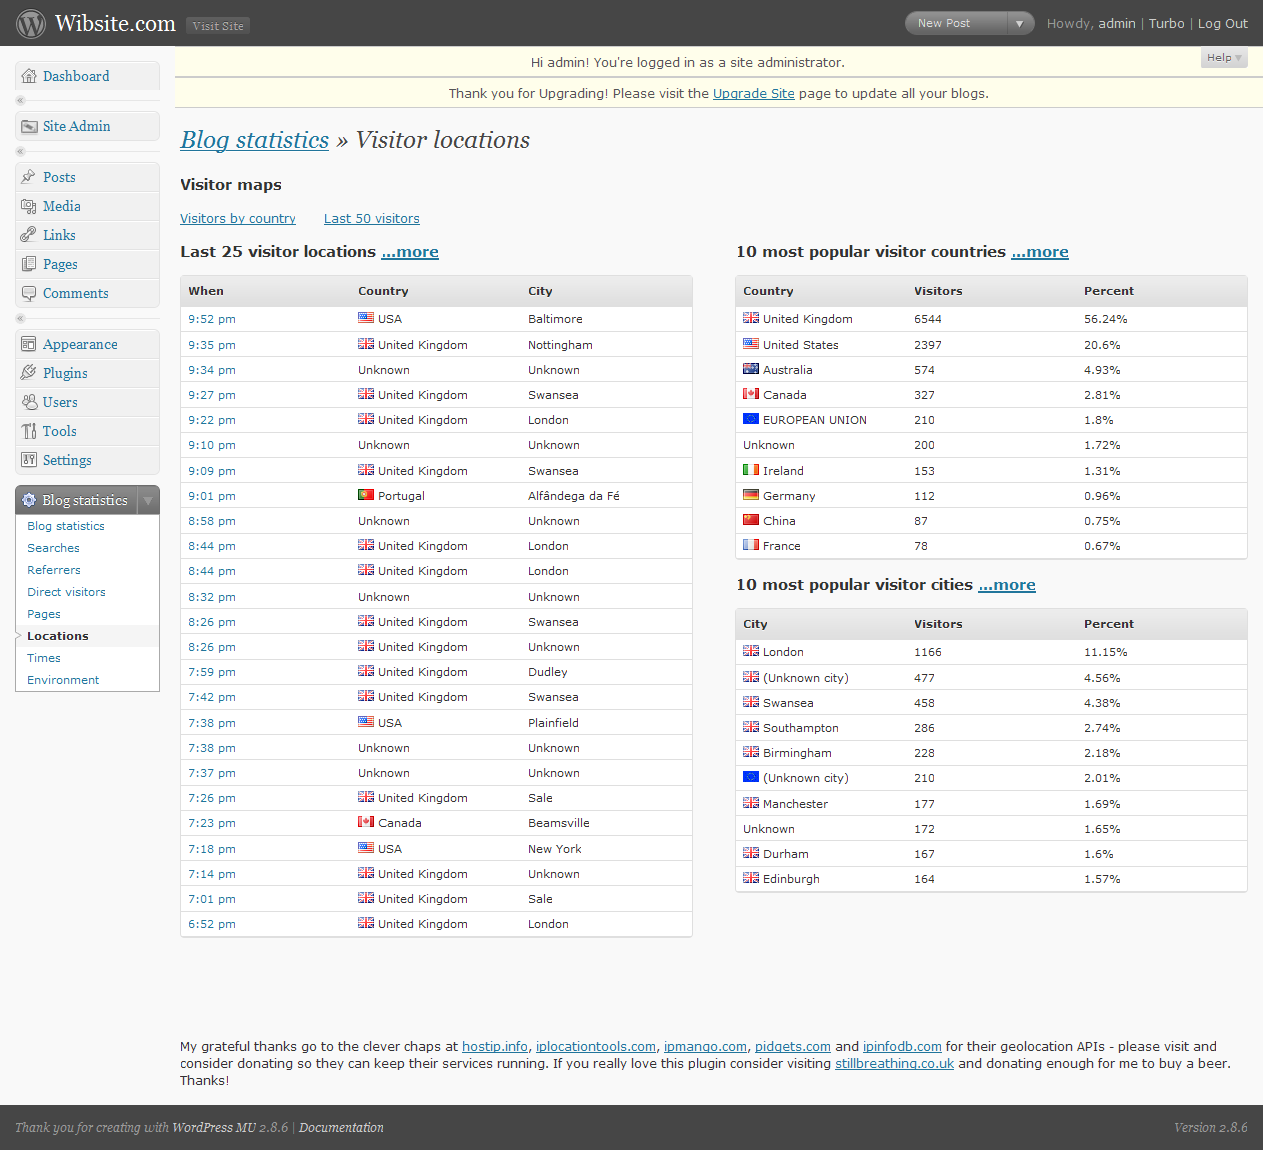 Wibsite.com Visit Site
New Post
Howdy, admin | Turbo | Log Out
Hi admin! You're logged in as a site administrator.
Help
Thank you for Upgrading! Please visit the Upgrade Site page to update all your blogs.
Dashboard
Site Admin
Posts
Media
Links
Pages
Comments
Appearance
Plugins
Users
Tools
Settings
Blog statistics
Blog statistics
Searches
Referrers
Direct visitors
Pages
Locations
Times
Environment
Blog statistics » Visitor locations
Visitor maps
Visitors by country Last 50 visitors
Last 25 visitor locations ...more
When Country City
9:52 pm USA Baltimore
9:35 pm United Kingdom Nottingham
9:34 pm Unknown Unknown
9:27 pm United Kingdom Swansea
9:22 pm United Kingdom London
9:10 pm Unknown Unknown
9:09 pm United Kingdom Swansea
9:01 pm Portugal Alfândega da Fé
8:58 pm Unknown Unknown
8:44 pm United Kingdom London
8:44 pm United Kingdom London
8:32 pm Unknown Unknown
8:26 pm United Kingdom Swansea
8:26 pm United Kingdom Unknown
7:59 pm United Kingdom Dudley
7:42 pm United Kingdom Swansea
7:38 pm USA Plainfield
7:38 pm Unknown Unknown
7:37 pm Unknown Unknown
7:26 pm United Kingdom Sale
7:23 pm Canada Beamsville
7:18 pm USA New York
7:14 pm United Kingdom Unknown
7:01 pm United Kingdom Sale
6:52 pm United Kingdom London
10 most popular visitor countries ...more
Country Visitors Percent
United Kingdom 6544 56.24%
United States 2397 20.6%
Australia 574 4.93%
Canada 327 2.81%
EUROPEAN UNION 210 1.8%
Unknown 200 1.72%
Ireland 153 1.31%
Germany 112 0.96%
China 87 0.75%
France 78 0.67%
10 most popular visitor cities ...more
City Visitors Percent
London 1166 11.15%
(Unknown city) 477 4.56%
Swansea 458 4.38%
Southampton 286 2.74%
Birmingham 228 2.18%
(Unknown city) 210 2.01%
Manchester 177 1.69%
Unknown 172 1.65%
Durham 167 1.6%
Edinburgh 164 1.57%
My grateful thanks go to the clever chaps at hostip.info, iplocationtools.com, ipmango.com, pidgets.com and ipinfodb.com for their geolocation APIs - please visit and
consider donating so they can keep their services running. If you really love this plugin consider visiting stillbreathing.co.uk and donating enough for me to buy a beer.
Thanks!
Thank you for creating with WordPress MU 2.8.6 | Documentation
Version 2.8.6